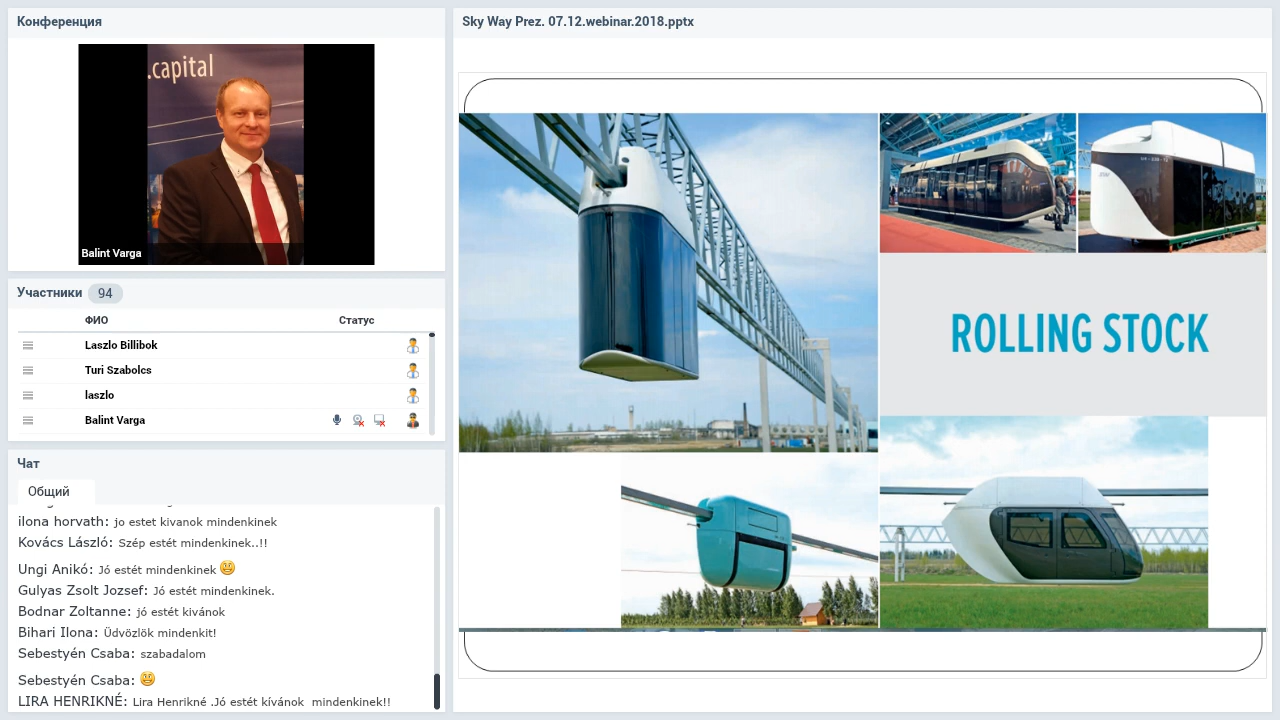 Конференция
.capital
Balint Varga
Участники 94
ФИО Статус
Laszlo Billibok
Turi Szabolcs
laszlo
Balint Varga
Чат
Общий
ilona horvath: jo estet kivanok mindenkinek
Kovács László: Szép estét mindenkinek..!!
Ungi Anikó: Jó estét mindenkinek
Gulyas Zsolt Jozsef: Jó estét mindenkinek.
Bodnar Zoltanne: jó estét kivánok
Bihari Ilona: Üdvözlök mindenkit!
Sebestyén Csaba: szabadalom
Sebestyén Csaba:
LIRA HENRIKNÉ: Lira Henrikné .Jó estét kívánok mindenkinek!!
Sky Way Prez. 07.12.webinar.2018.pptx
ROLLING STOCK